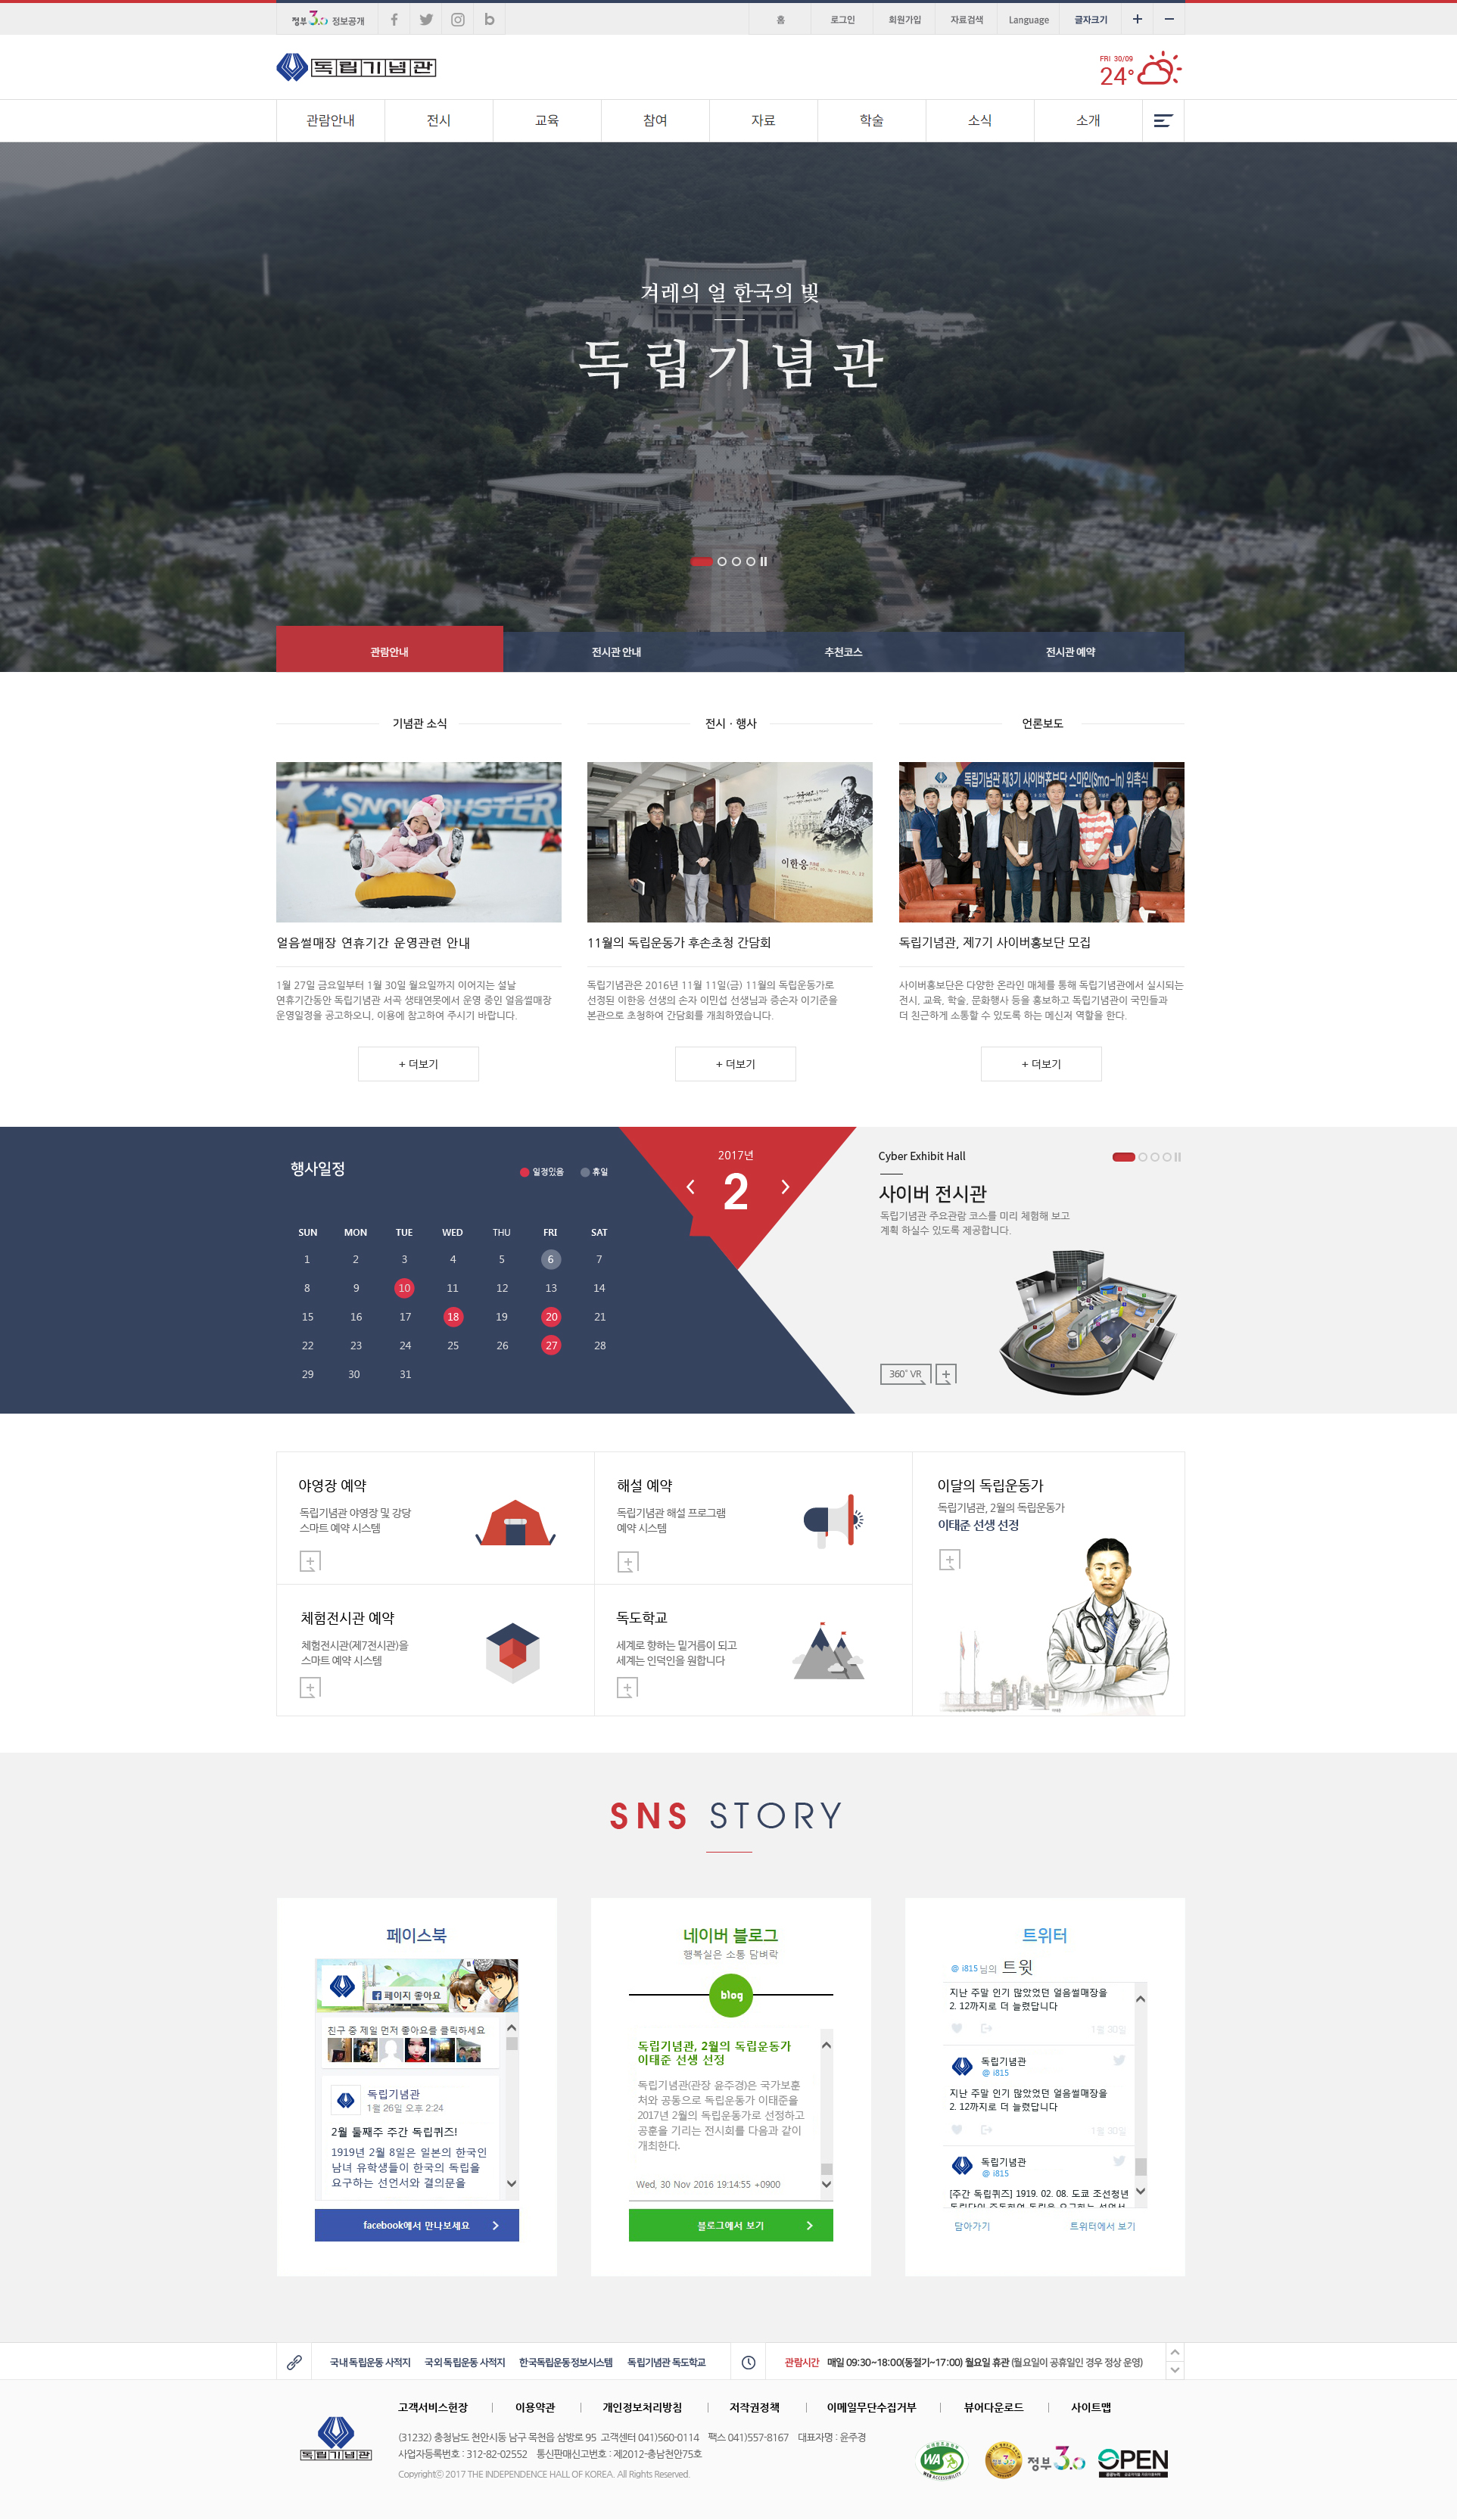 정부3.0 정보공개
홈 로그인 회원가입 자료검색 Language 글자크기 + −
독립기념관
FRI 30/09
24°
관람안내 전시 교육 참여 자료 학술 소식 소개
겨레의 얼 한국의 빛
독립기념관
관람안내 전시관 안내 추천코스 전시관 예약
기념관 소식
SNOWBUSTER
얼음썰매장 연휴기간 운영관련 안내
1월 27일 금요일부터 1월 30일 월요일까지 이어지는 설날
연휴기간동안 독립기념관 서곡 생태연못에서 운영 중인 얼음썰매장
운영일정을 공고하오니, 이용에 참고하여 주시기 바랍니다.
+ 더보기
전시 · 행사
이한응
11월의 독립운동가 후손초청 간담회
독립기념관은 2016년 11월 11일(금) 11월의 독립운동가로
선정된 이한응 선생의 손자 이민섭 선생님과 증손자 이기준을
본관으로 초청하여 간담회를 개최하였습니다.
+ 더보기
언론보도
독립기념관 제3기 사이버홍보단 스마인(Sma-in) 위촉식
독립기념관, 제7기 사이버홍보단 모집
사이버홍보단은 다양한 온라인 매체를 통해 독립기념관에서 실시되는
전시, 교육, 학술, 문화행사 등을 홍보하고 독립기념관이 국민들과
더 친근하게 소통할 수 있도록 하는 메신저 역할을 한다.
+ 더보기
행사일정
일정있음 휴일
2017년
2
SUN MON TUE WED THU FRI SAT
1 2 3 4 5 6 7
8 9 10 11 12 13 14
15 16 17 18 19 20 21
22 23 24 25 26 27 28
29 30 31
Cyber Exhibit Hall
사이버 전시관
독립기념관 주요관람 코스를 미리 체험해 보고
계획 하실수 있도록 제공합니다.
360° VR +
야영장 예약
독립기념관 야영장 및 강당
스마트 예약 시스템
+
해설 예약
독립기념관 해설 프로그램
예약 시스템
+
이달의 독립운동가
독립기념관, 2월의 독립운동가
이태준 선생 선정
+
체험전시관 예약
체험전시관(제7전시관)을
스마트 예약 시스템
+
독도학교
세계로 향하는 밑거름이 되고
세계는 인덕인을 원합니다
+
SNS STORY
페이스북
페이지 좋아요
친구 중 제일 먼저 좋아요를 클릭하세요
독립기념관
1월 26일 오후 2:24
2월 둘째주 주간 독립퀴즈!
1919년 2월 8일은 일본의 한국인
남녀 유학생들이 한국의 독립을
요구하는 선언서와 결의문을
facebook에서 만나보세요
네이버 블로그
행복실은 소통 담벼락
blog
독립기념관, 2월의 독립운동가
이태준 선생 선정
독립기념관(관장 윤주경)은 국가보훈
처와 공동으로 독립운동가 이태준을
2017년 2월의 독립운동가로 선정하고
공훈을 기리는 전시회를 다음과 같이
개최한다.
Wed, 30 Nov 2016 19:14:55 +0900
블로그에서 보기
트위터
@ i815 님의 트윗
지난 주말 인기 많았었던 얼음썰매장을
2. 12까지로 더 늘렸답니다
1월 30일
독립기념관
@ i815
지난 주말 인기 많았었던 얼음썰매장을
2. 12까지로 더 늘렸답니다
1월 30일
독립기념관
@ i815
[주간 독립퀴즈] 1919. 02. 08. 도쿄 조선청년
담아가기 트위터에서 보기
국내 독립운동 사적지 국외 독립운동 사적지 한국독립운동정보시스템 독립기념관 독도학교
관람시간 매일 09:30~18:00(동절기~17:00) 월요일 휴관 (월요일이 공휴일인 경우 정상 운영)
독립기념관
고객서비스헌장 이용약관 개인정보처리방침 저작권정책 이메일무단수집거부 뷰어다운로드 사이트맵
(31232) 충청남도 천안시동 남구 목천읍 삼방로 95 고객센터 041)560-0114 팩스 041)557-8167 대표자명 : 윤주경
사업자등록번호 : 312-82-02552 통신판매신고번호 : 제2012-충남천안75호
Copyrightⓒ 2017 THE INDEPENDENCE HALL OF KOREA. All Rights Reserved.
WA
WEB ACCESSIBILITY
정부3.0
OPEN